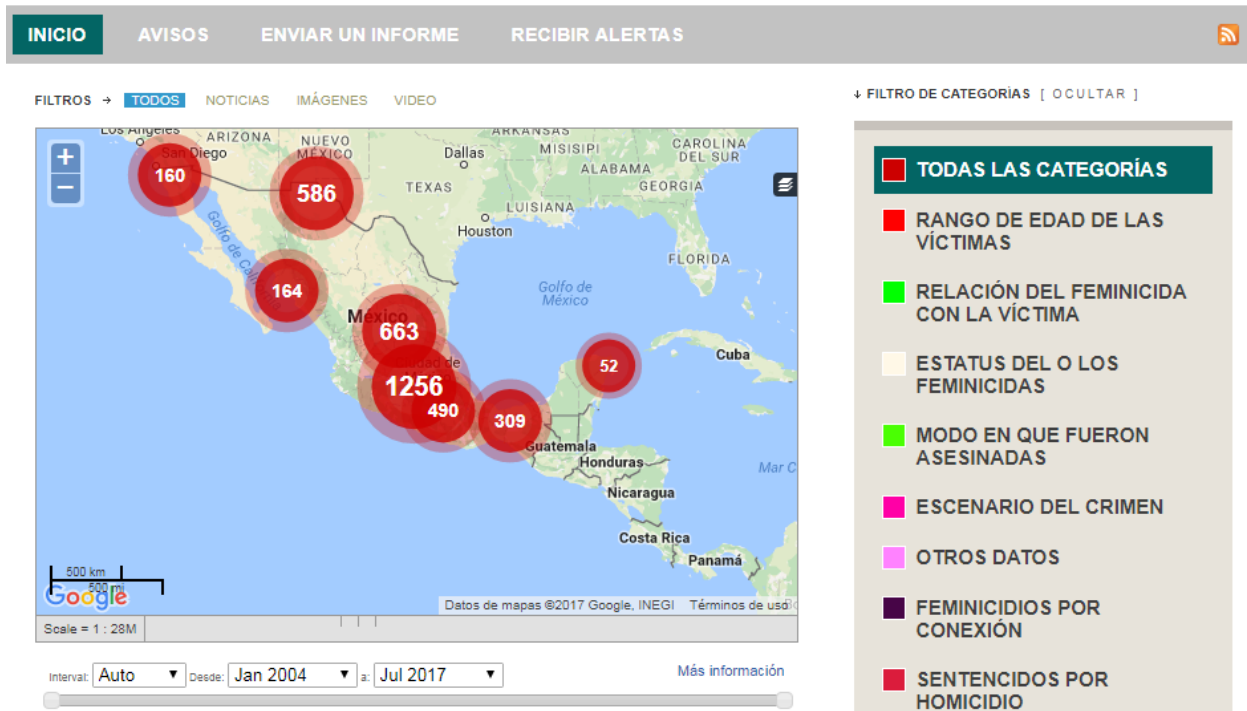 INICIO AVISOS ENVIAR UN INFORME RECIBIR ALERTAS
FILTROS → TODOS NOTICIAS IMÁGENES VIDEO
Los Angeles
ARIZONA
NUEVO
MÉXICO
San Diego
Dallas
ARKANSAS
MISISIPI
CAROLINA
DEL SUR
ALABAMA
GEORGIA
TEXAS
LUISIANA
Houston
FLORIDA
+
−
160
586
Golfo de
Golfo de
México
164
México
663
Cuba
52
1256
490
309
Guatemala
Honduras
Mar C
Nicaragua
Costa Rica
Panamá
500 km
500 mi
Google
Datos de mapas ©2017 Google, INEGI Términos de uso
Scale = 1 : 28M
Interval: Auto Desde: Jan 2004 a: Jul 2017
Más información
↓ FILTRO DE CATEGORÍAS [ OCULTAR ]
TODAS LAS CATEGORÍAS
RANGO DE EDAD DE LAS
VÍCTIMAS
RELACIÓN DEL FEMINICIDA
CON LA VÍCTIMA
ESTATUS DEL O LOS
FEMINICIDAS
MODO EN QUE FUERON
ASESINADAS
ESCENARIO DEL CRIMEN
OTROS DATOS
FEMINICIDIOS POR
CONEXIÓN
SENTENCIDOS POR
HOMICIDIO